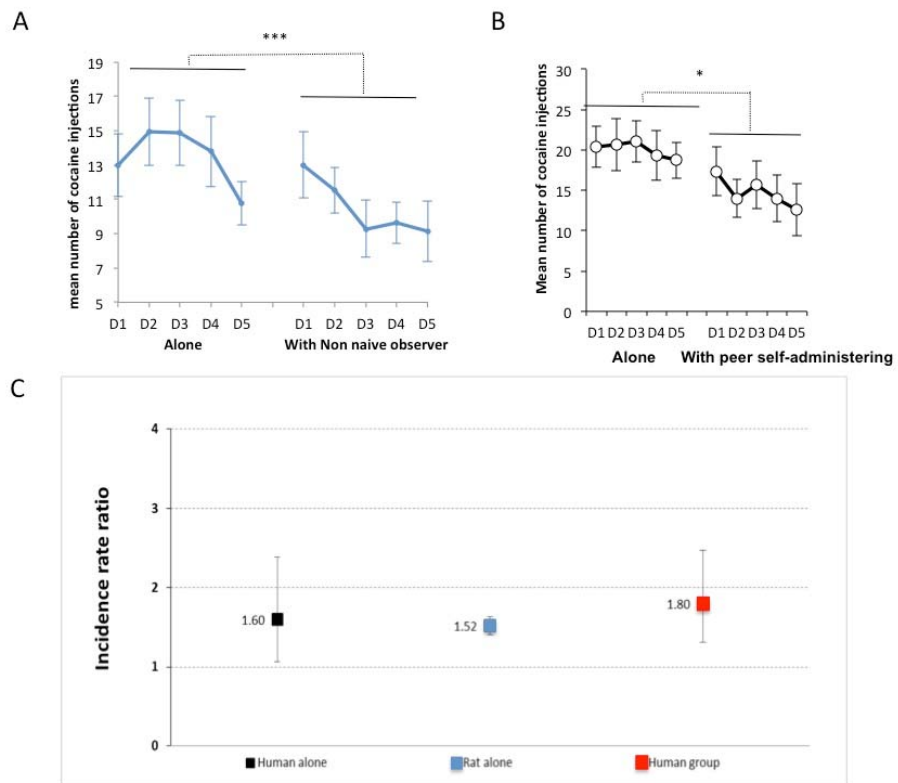 A
***
19
17
15
13
11
9
7
5
mean number of cocaine injections
D1 D2 D3 D4 D5 D1 D2 D3 D4 D5
Alone With Non naive observer
B
*
30
25
20
15
10
5
0
Mean number of cocaine injections
D1 D2 D3 D4 D5 D1 D2 D3 D4 D5
Alone With peer self-administering
C
4
3
2
1
0
Incidence rate ratio
1.60
1.52
1.80
Human alone Rat alone Human group